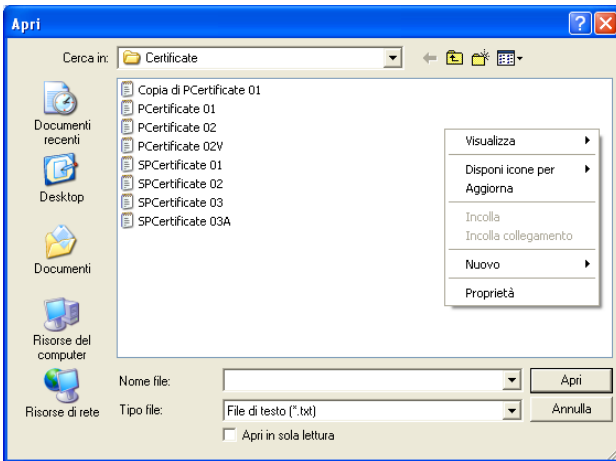 Apri
Cerca in:
Certificate
Documenti
recenti
Desktop
Documenti
Risorse del
computer
Risorse di rete
Copia di PCertificate 01
PCertificate 01
PCertificate 02
PCertificate 02V
SPCertificate 01
SPCertificate 02
SPCertificate 03
SPCertificate 03A
Visualizza
Disponi icone per
Aggiorna
Incolla
Incolla collegamento
Nuovo
Proprietà
Nome file:
Apri
Tipo file:
File di testo (*.txt)
Annulla
Apri in sola lettura